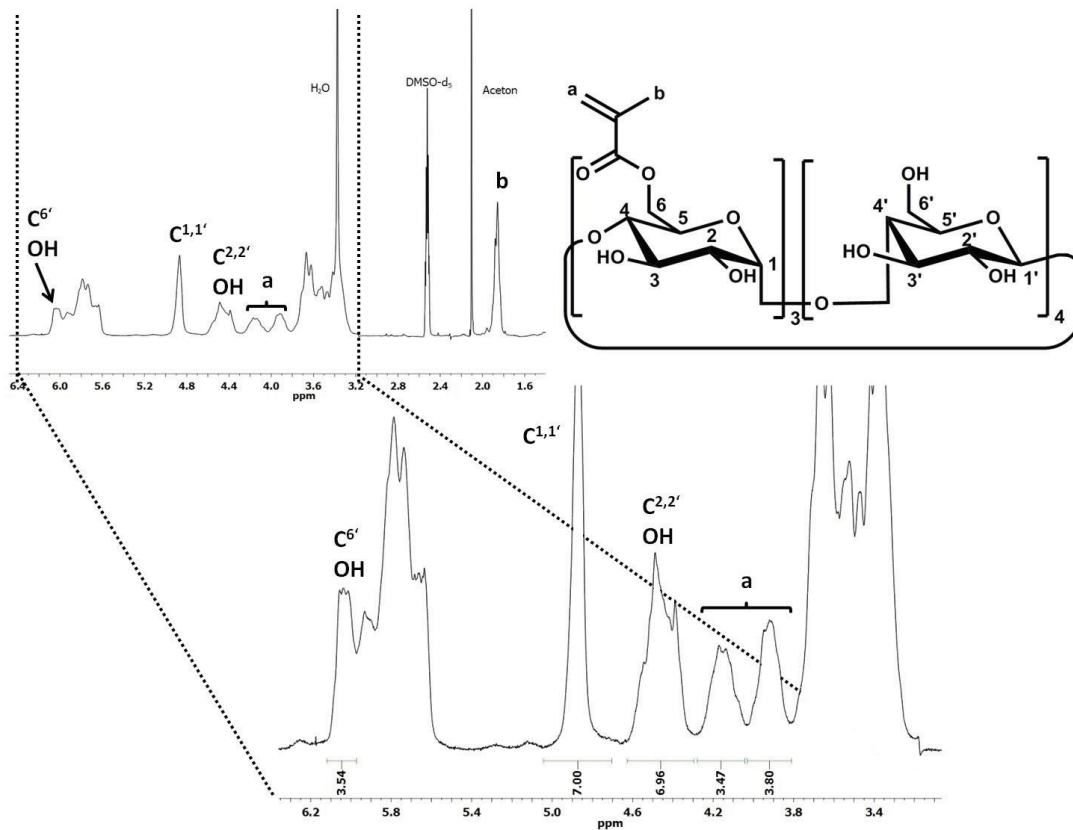 H₂O
DMSO-d₅
Aceton
b
C⁶‘
OH
C¹,¹‘
C²,²‘
OH
a
6.4 6.0 5.6 5.2 4.8 4.4 4.0 3.6 3.2 2.8 2.4 2.0 1.6
ppm
a
b
O
O
6
4
5
O
O
2
HO
3
OH
1
3
O
OH
6'
4'
5'
O
2'
HO
3'
OH
1'
4
C¹,¹‘
C⁶‘
OH
C²,²‘
OH
a
3.54
7.00
6.96
3.47
3.80
6.2 5.8 5.4 5.0 4.6 4.2 3.8 3.4
ppm